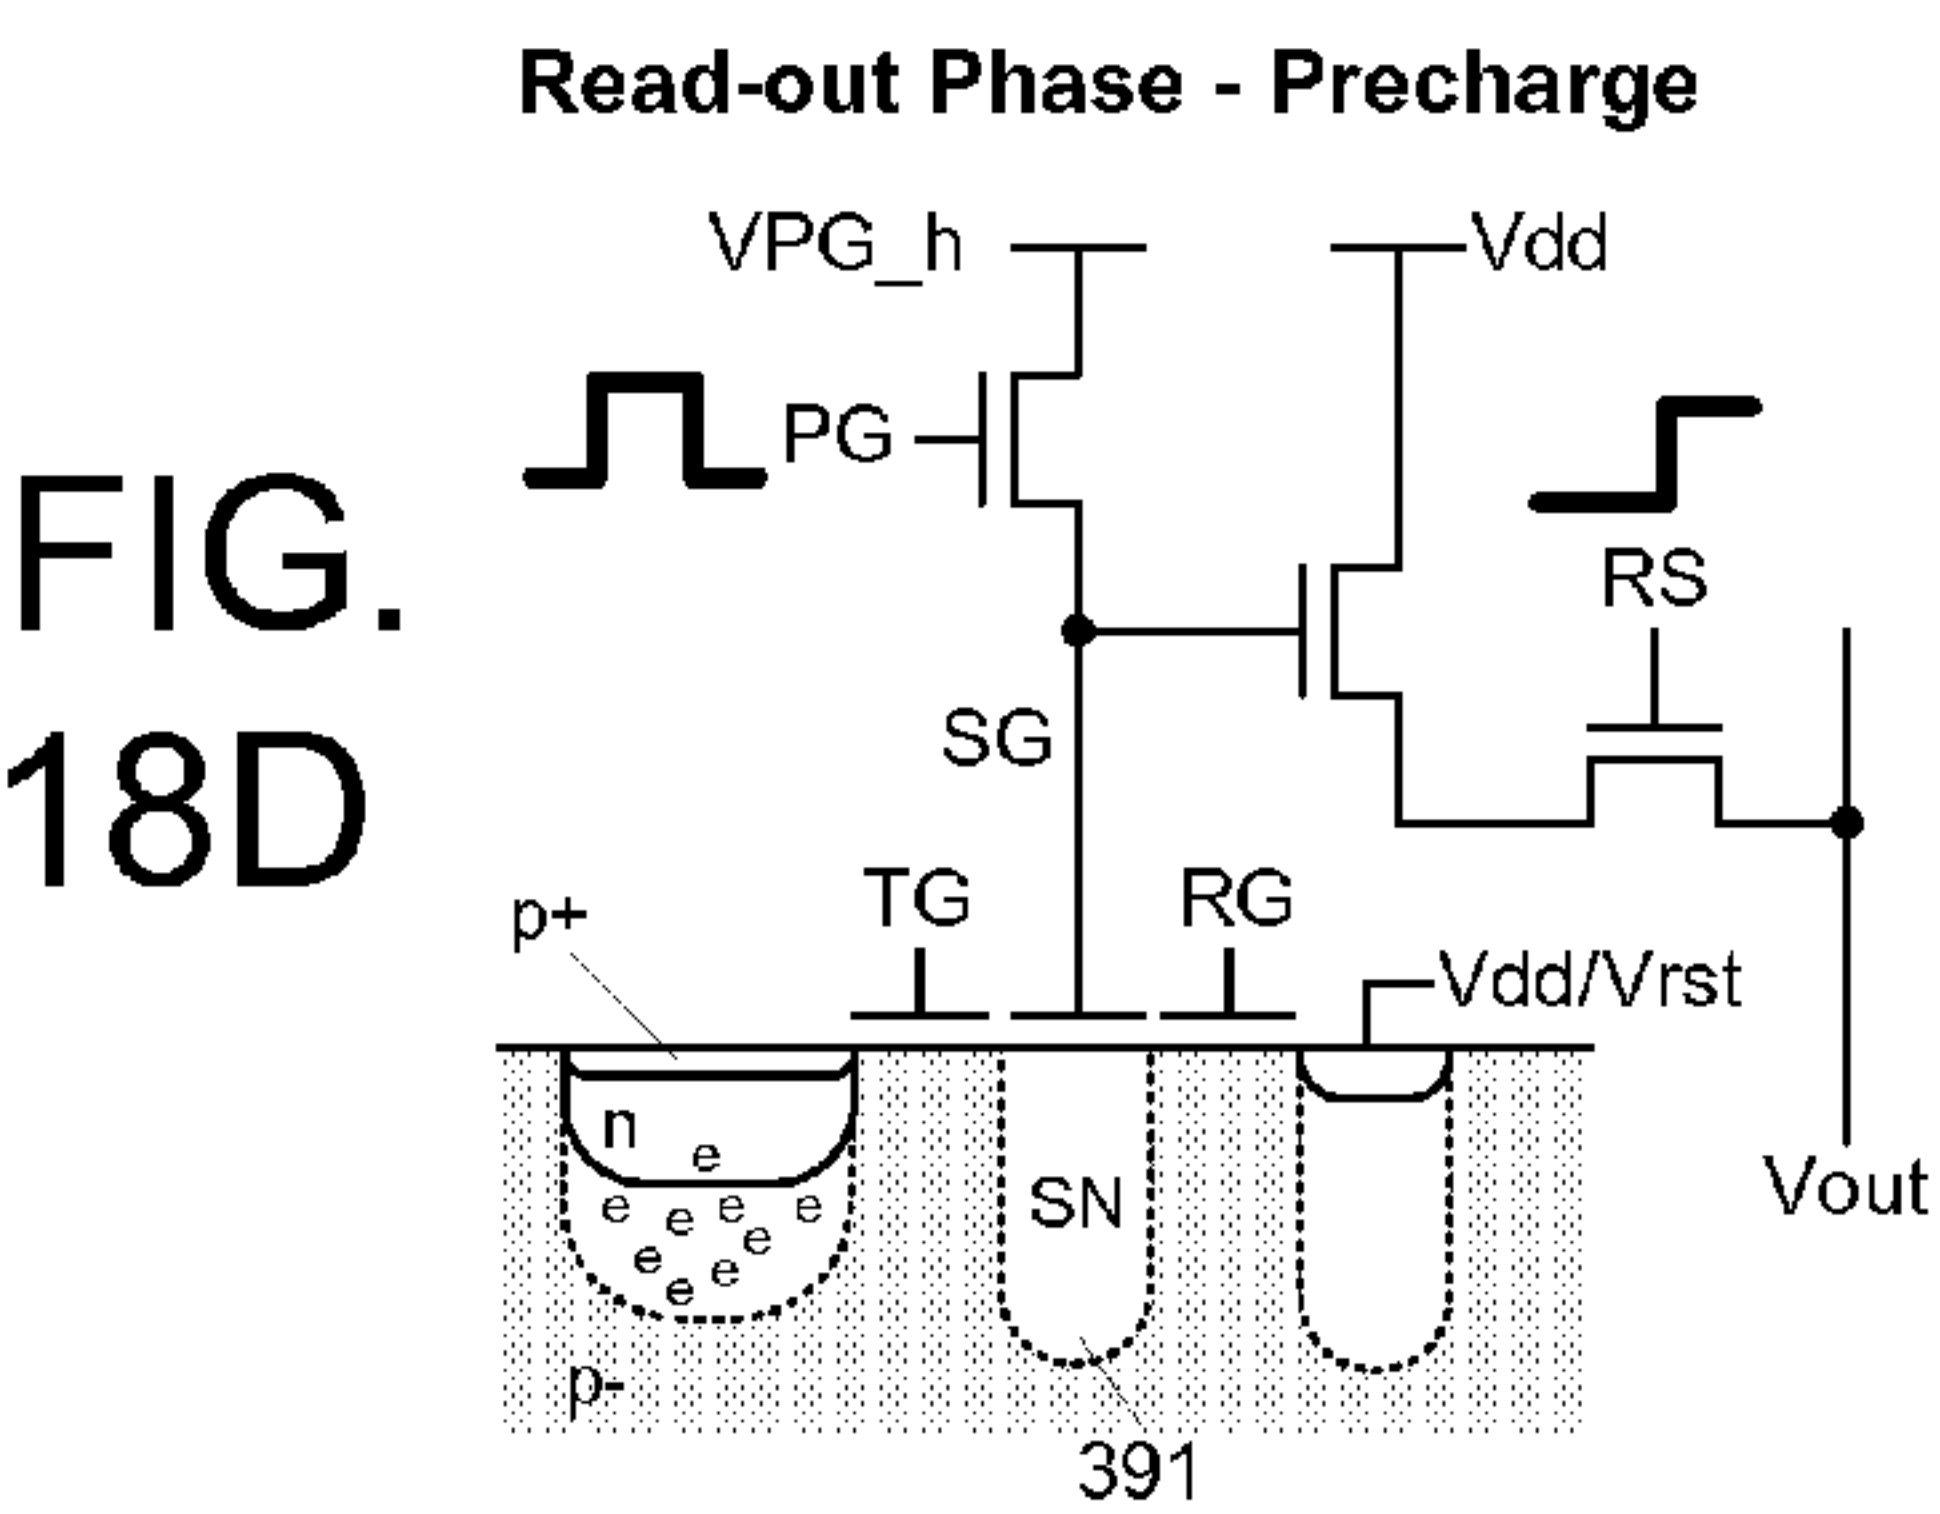 Read-out Phase - Precharge
VPG_h
Vdd
PG
RS
FIG.
18D
SG
TG
RG
p+
Vdd/Vrst
n
e
e e e e
e e
e e
SN
Vout
p-
391